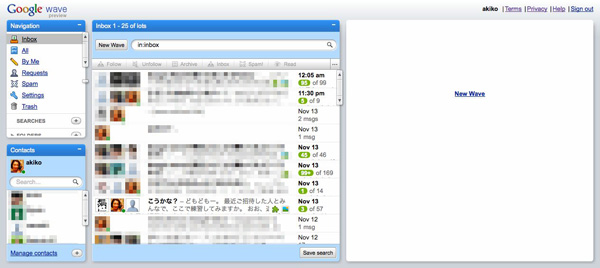 Google wave
preview
akiko | Terms | Privacy | Help | Sign out
Navigation
Inbox
All
By Me
Requests
Spam
Settings
Trash
SEARCHES
FOLDERS
Contacts
akiko
Search...
Manage contacts
Inbox 1 - 25 of lots
New Wave
in:inbox
Follow Unfollow Archive Inbox Spam! Read
12:05 am
of 99
11:30 pm
5 of 9
Nov 13
2 msgs
Nov 13
1 msg
Nov 13
45 of 46
Nov 13
99+ of 169
Nov 13
of 14
こうかな? – どもどもー。 最近ご招待した人とみ
んなで、ここで練習してみますか。 おお、
Nov 13
3 of 57
Nov 12
1 msg
Nov 12
Save search
New Wave